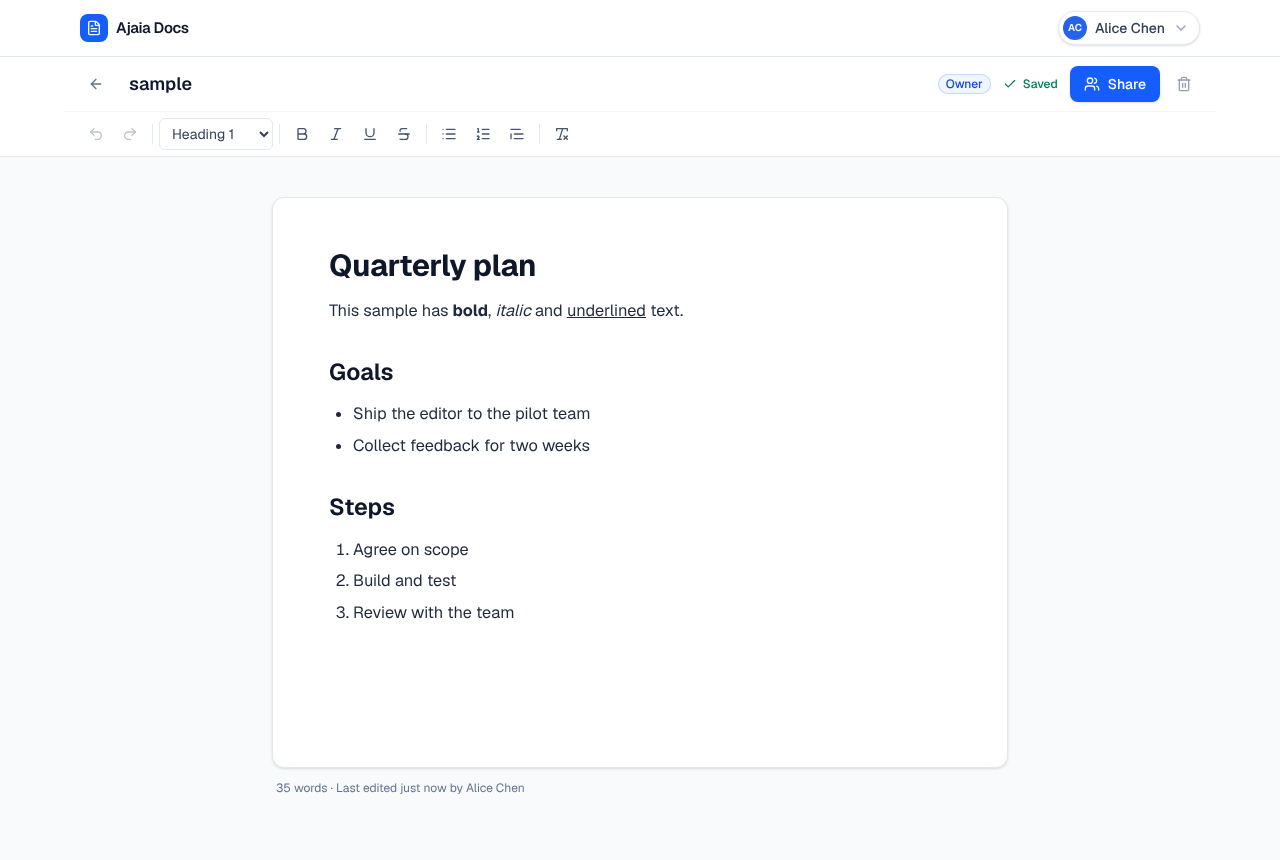 Ajaia Docs
AC Alice Chen
sample
Owner
Saved
Share
Heading 1
Quarterly plan
This sample has bold, italic and underlined text.
Goals
• Ship the editor to the pilot team
• Collect feedback for two weeks
Steps
1. Agree on scope
2. Build and test
3. Review with the team
35 words · Last edited just now by Alice Chen